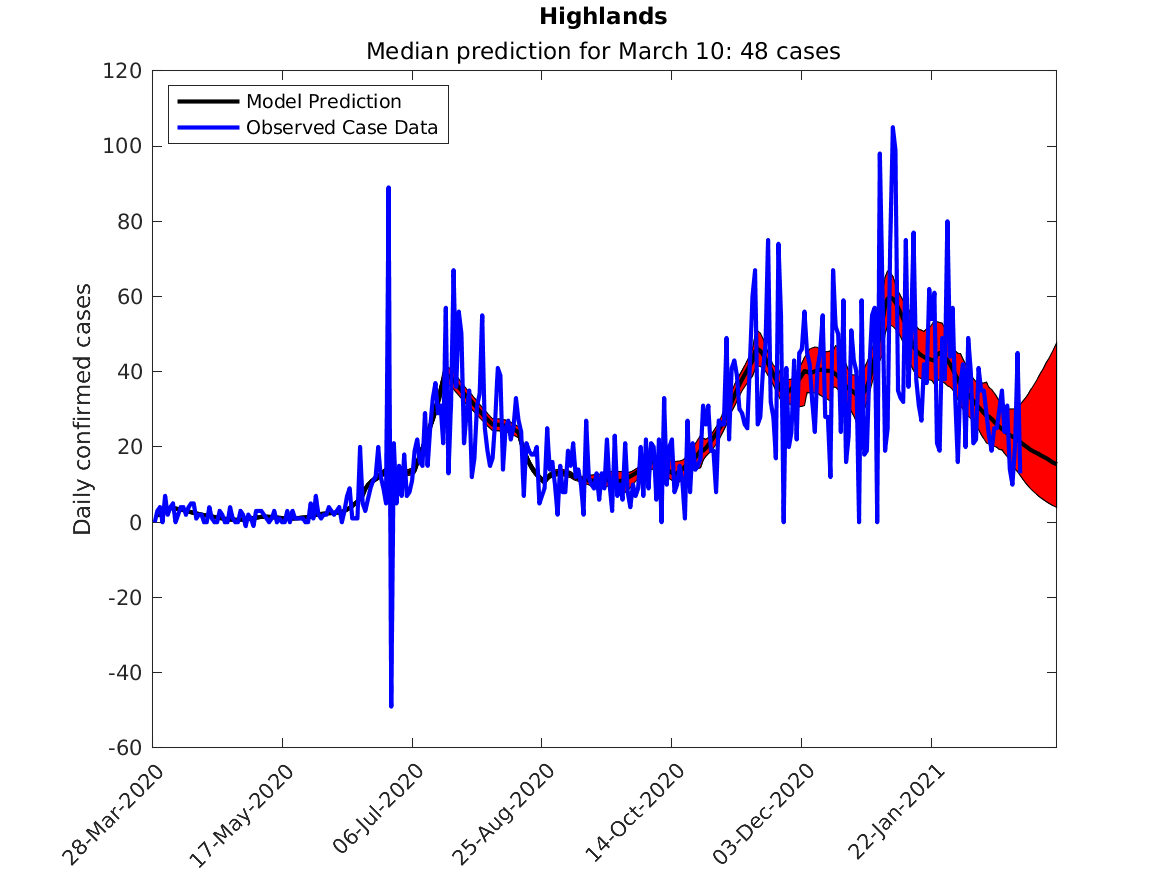 Highlands
Median prediction for March 10: 48 cases
Model Prediction
Observed Case Data
Daily confirmed cases
120
100
80
60
40
20
0
-20
-40
-60
28-Mar-2020
17-May-2020
06-Jul-2020
25-Aug-2020
14-Oct-2020
03-Dec-2020
22-Jan-2021